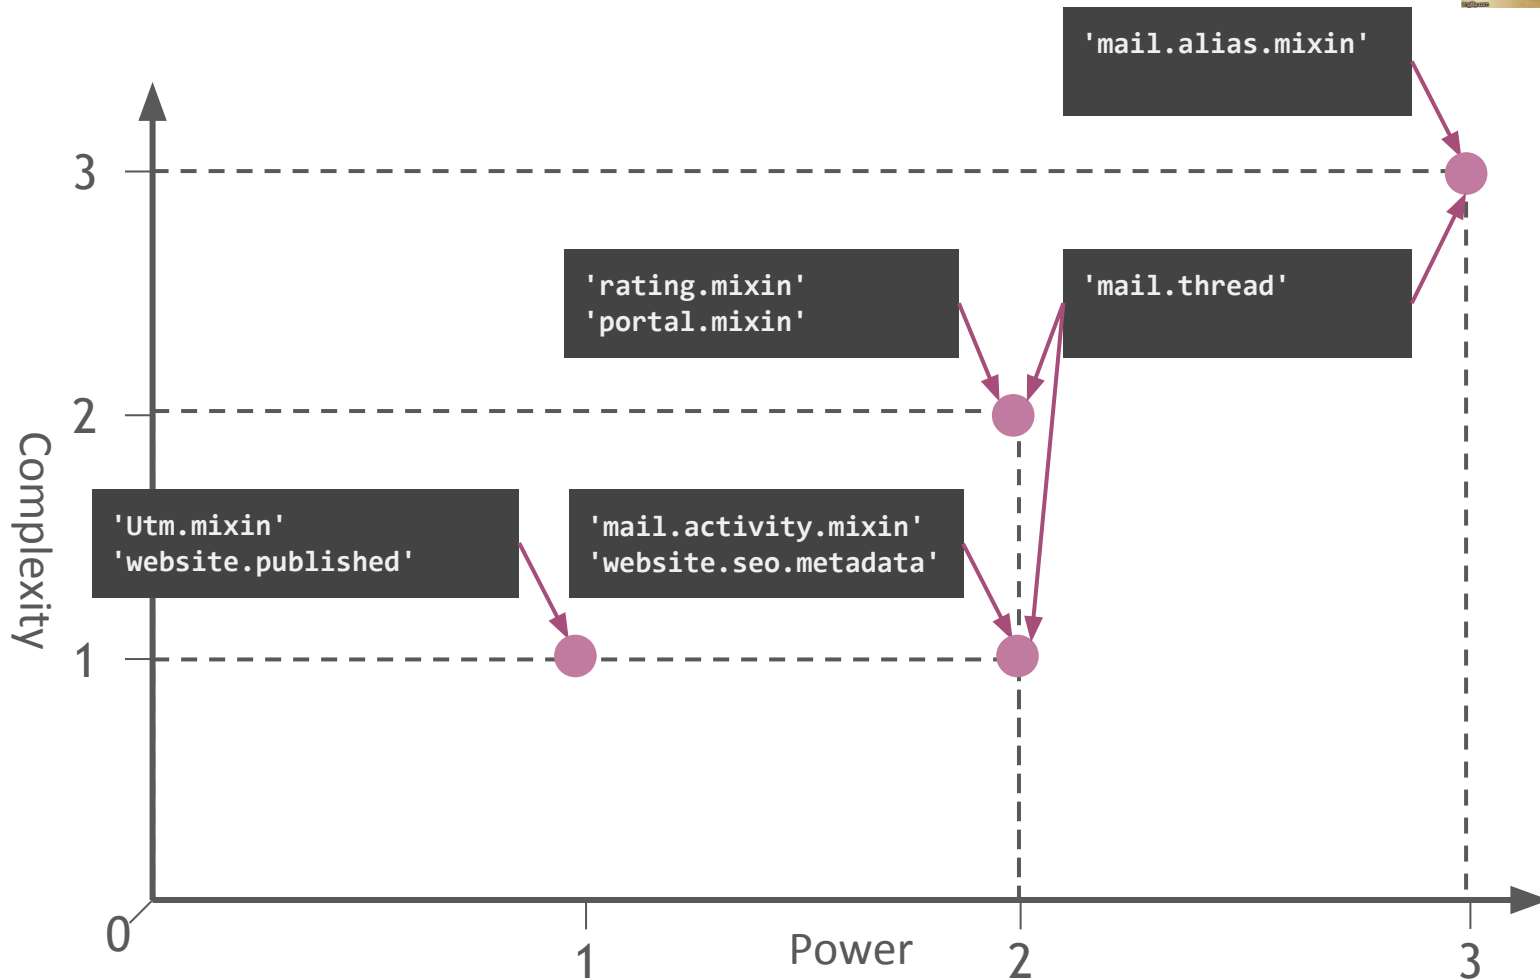 'mail.alias.mixin'
3
'rating.mixin'
'portal.mixin'
'mail.thread'
2
Complexity
'Utm.mixin'
'website.published'
'mail.activity.mixin'
'website.seo.metadata'
1
0
1
Power
2
3